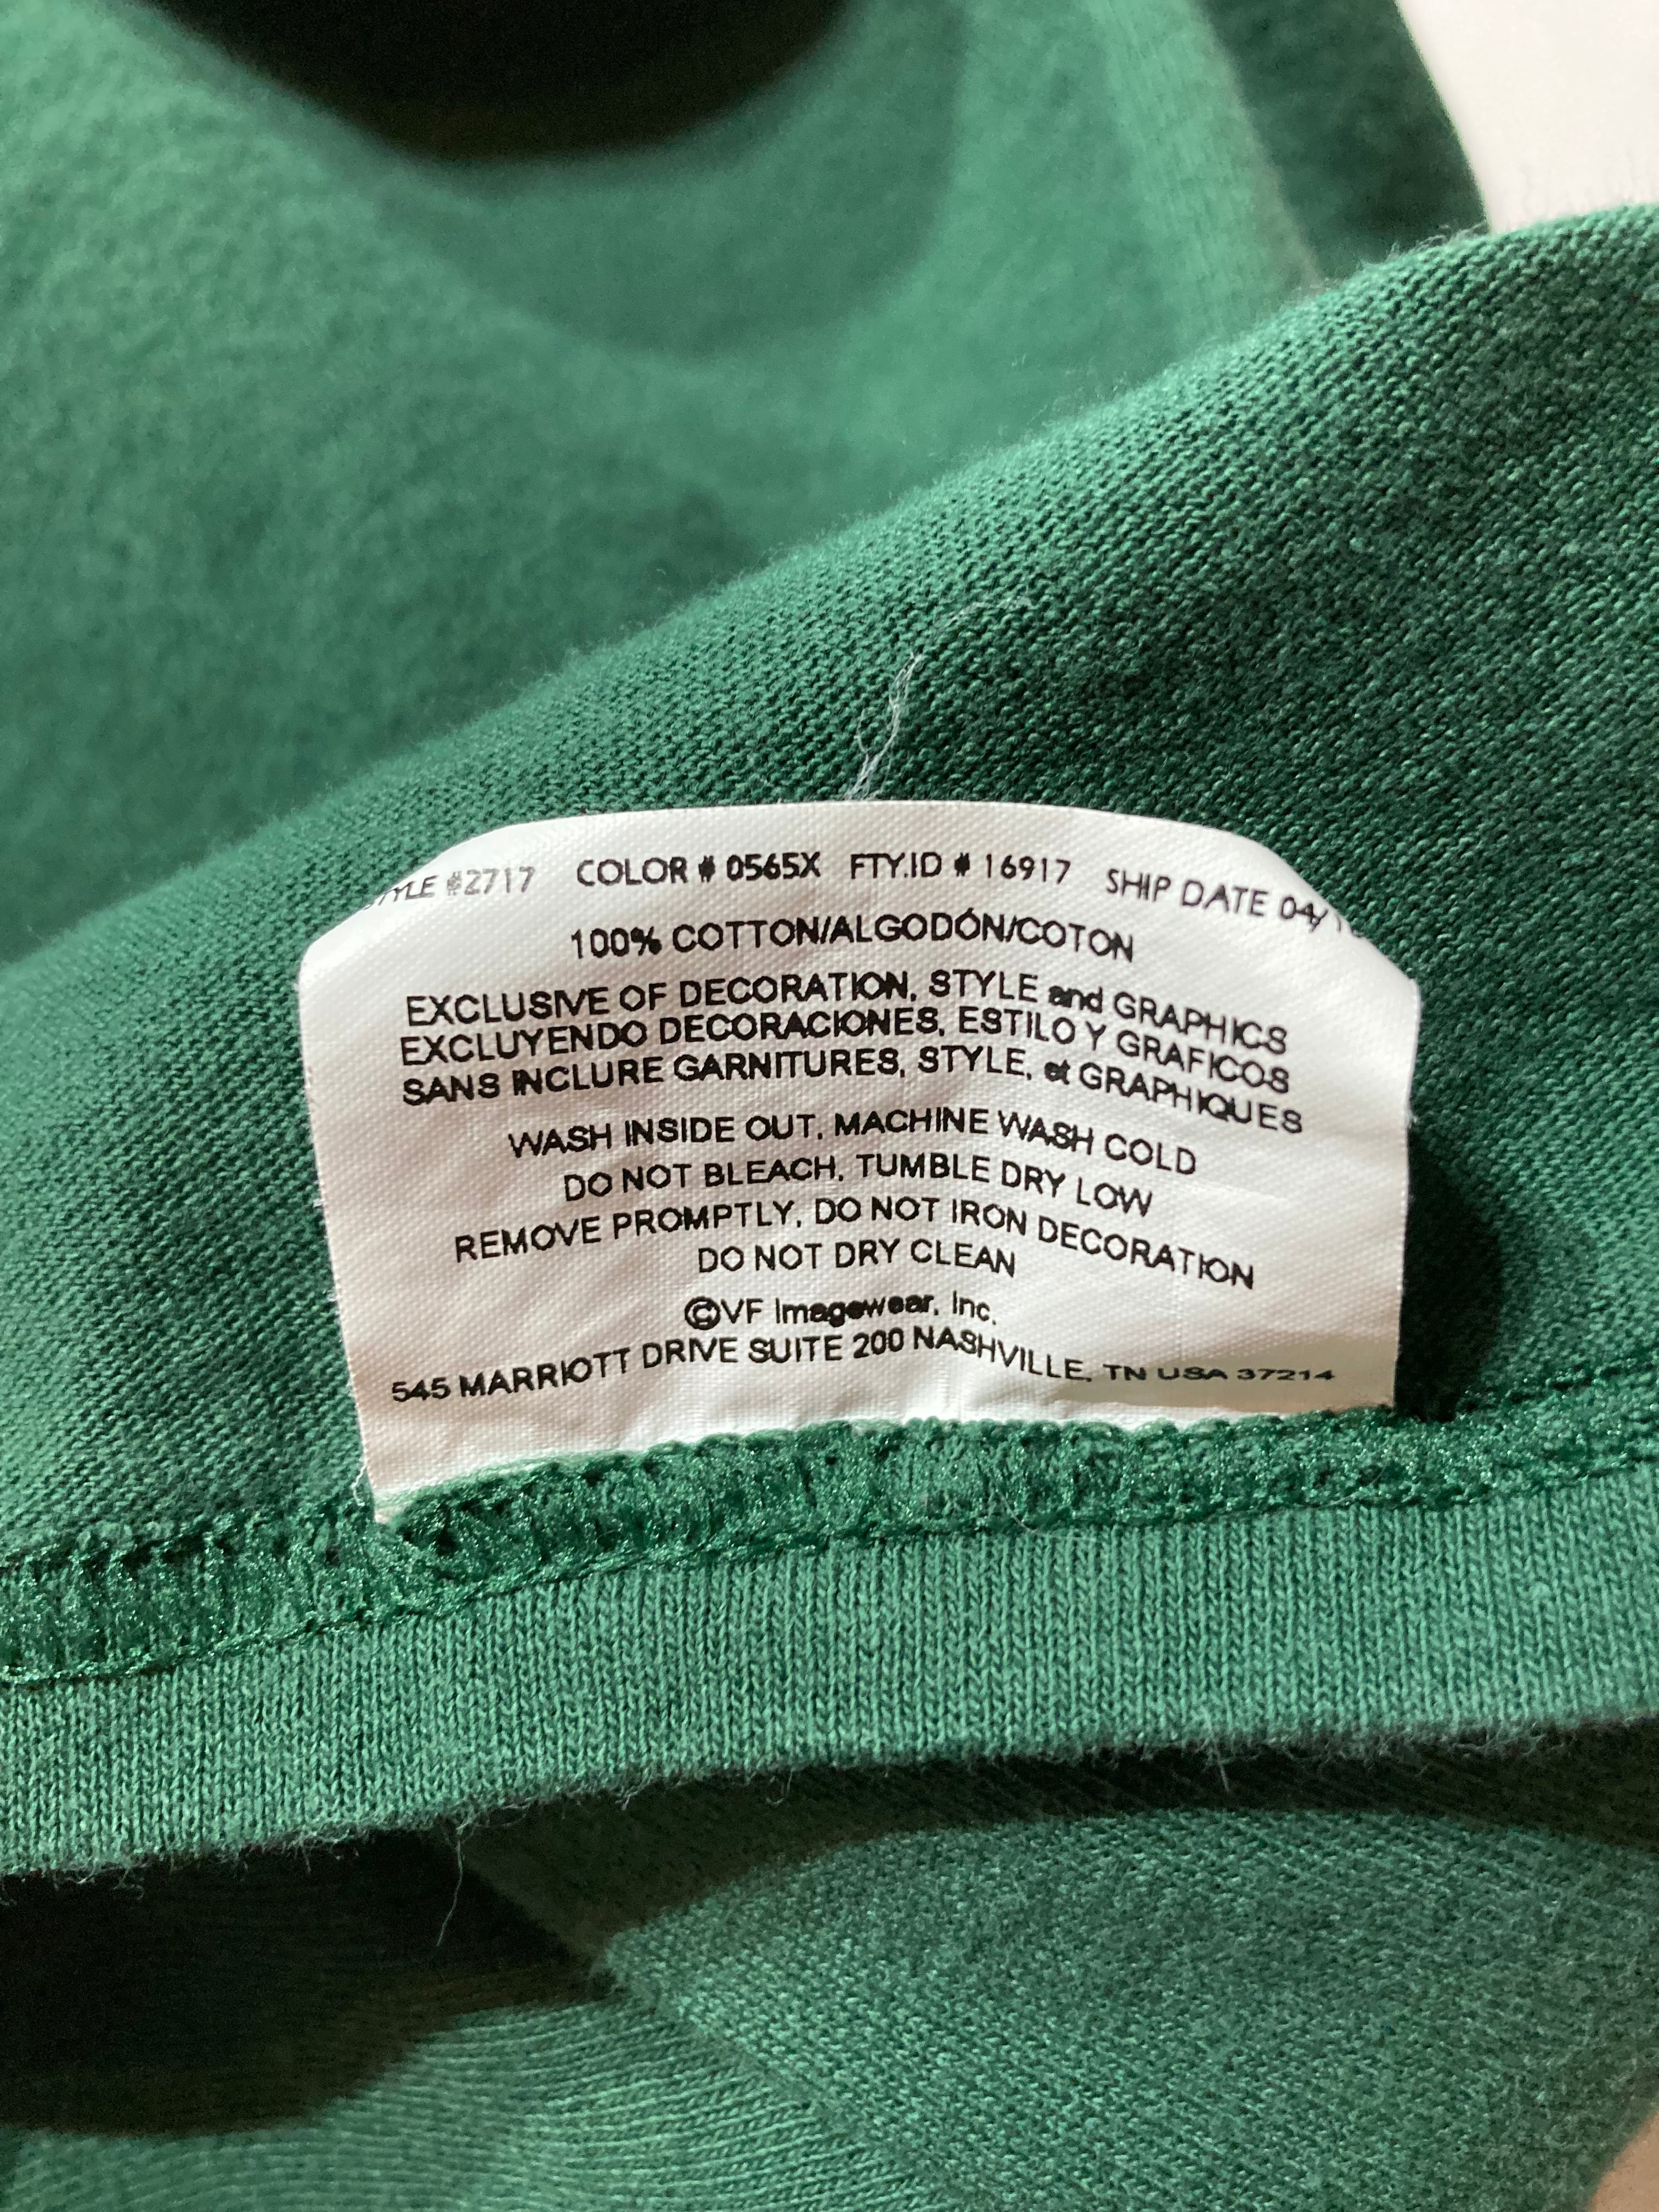 #2717 COLOR # 0565X FTY.ID # 16917 SHIP DATE 04/
100% COTTON/ALGODÓN/COTON
EXCLUSIVE OF DECORATION, STYLE and GRAPHICS
EXCLUYENDO DECORACIONES, ESTILO Y GRAFICOS
SANS INCLURE GARNITURES, STYLE, et GRAPHIQUES
WASH INSIDE OUT, MACHINE WASH COLD
DO NOT BLEACH, TUMBLE DRY LOW
REMOVE PROMPTLY, DO NOT IRON DECORATION
DO NOT DRY CLEAN
©VF Imagewear, Inc.
545 MARRIOTT DRIVE SUITE 200 NASHVILLE, TN USA 37214